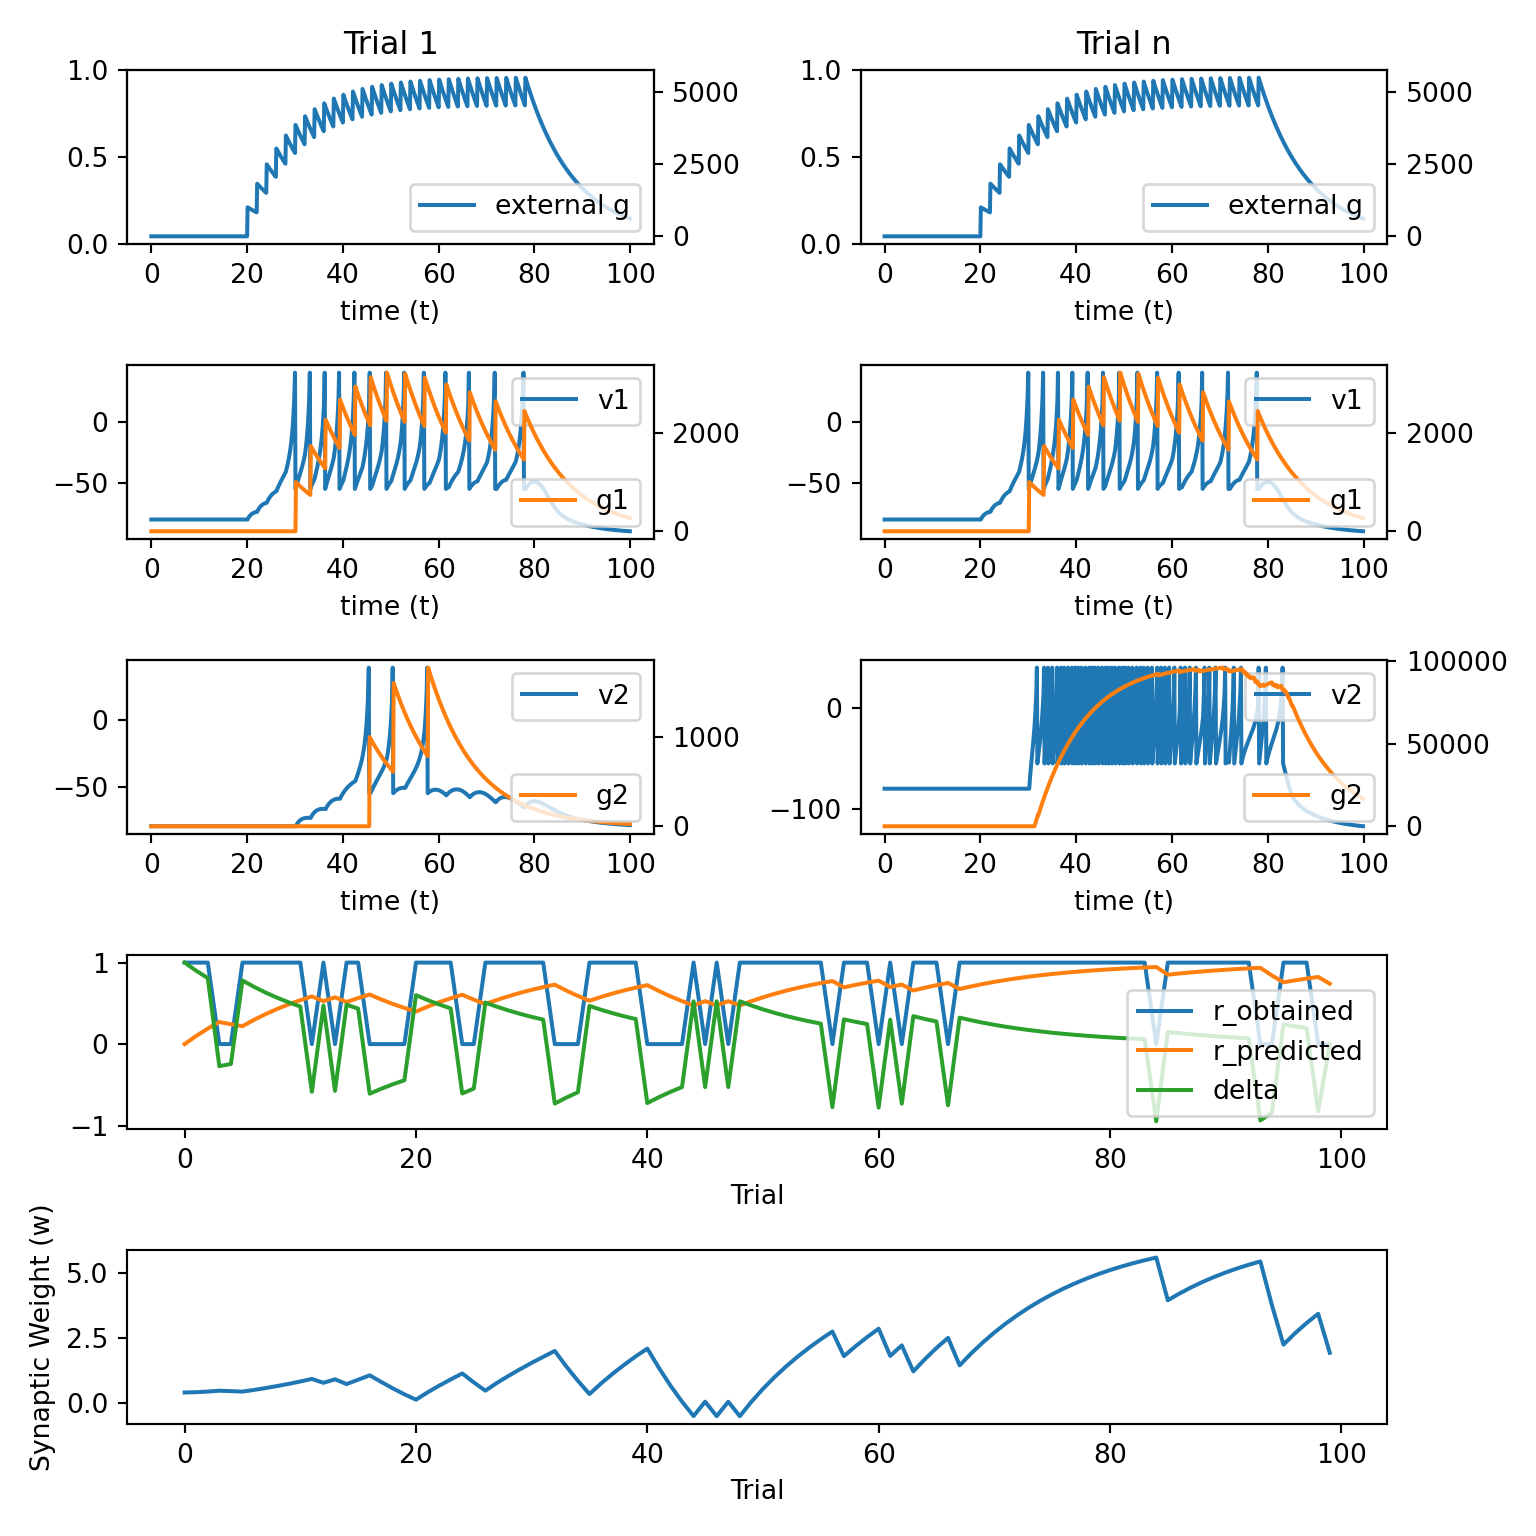 Trial 1
Trial n
1.0
0.5
0.0
5000
2500
0
external g
0 20 40 60 80 100
time (t)
1.0
0.5
0.0
5000
2500
0
external g
0 20 40 60 80 100
time (t)
0
−50
2000
0
v1
g1
0 20 40 60 80 100
time (t)
0
−50
2000
0
v1
g1
0 20 40 60 80 100
time (t)
0
−50
1000
0
v2
g2
0 20 40 60 80 100
time (t)
0
−100
100000
50000
0
v2
g2
0 20 40 60 80 100
time (t)
1
0
−1
r_obtained
r_predicted
delta
0 20 40 60 80 100
Trial
Synaptic Weight (w)
5.0
2.5
0.0
0 20 40 60 80 100
Trial